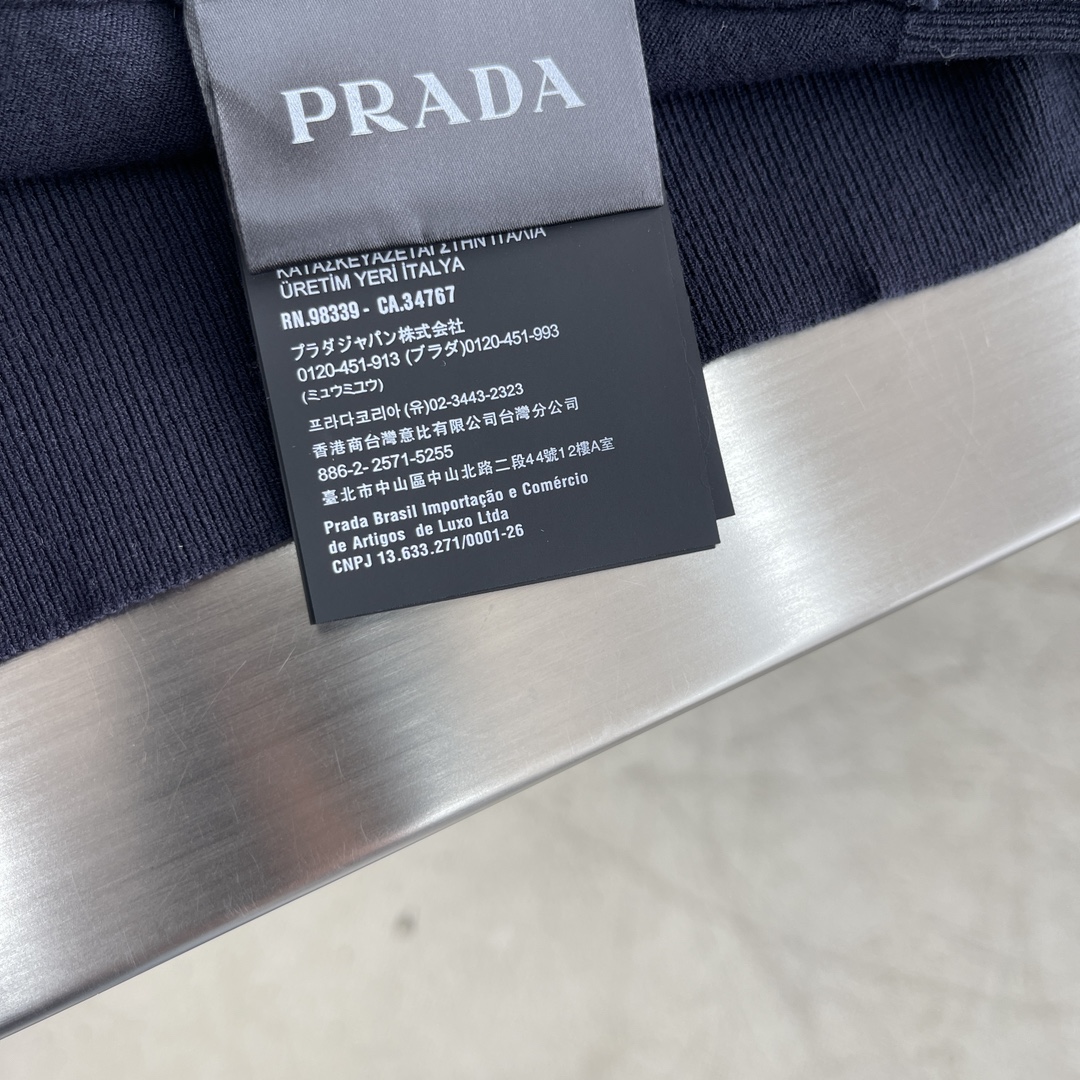 PRADA
ΚΑΤΑΣΚΕΥΑΖΕΤΑΙ ΣΤΗΝ ΙΤΑΛΙΑ
ÜRETİM YERİ İTALYA
RN.98339 - CA.34767
プラダジャパン株式会社
0120-451-913 (プラダ)0120-451-993
(ミュウミュウ)
프라다코리아 (유)02-3443-2323
香港商台灣意比有限公司台灣分公司
886-2-2571-5255
臺北市中山區中山北路二段44號12樓A室
Prada Brasil Importação e Comércio
de Artigos de Luxo Ltda
CNPJ 13.633.271/0001-26